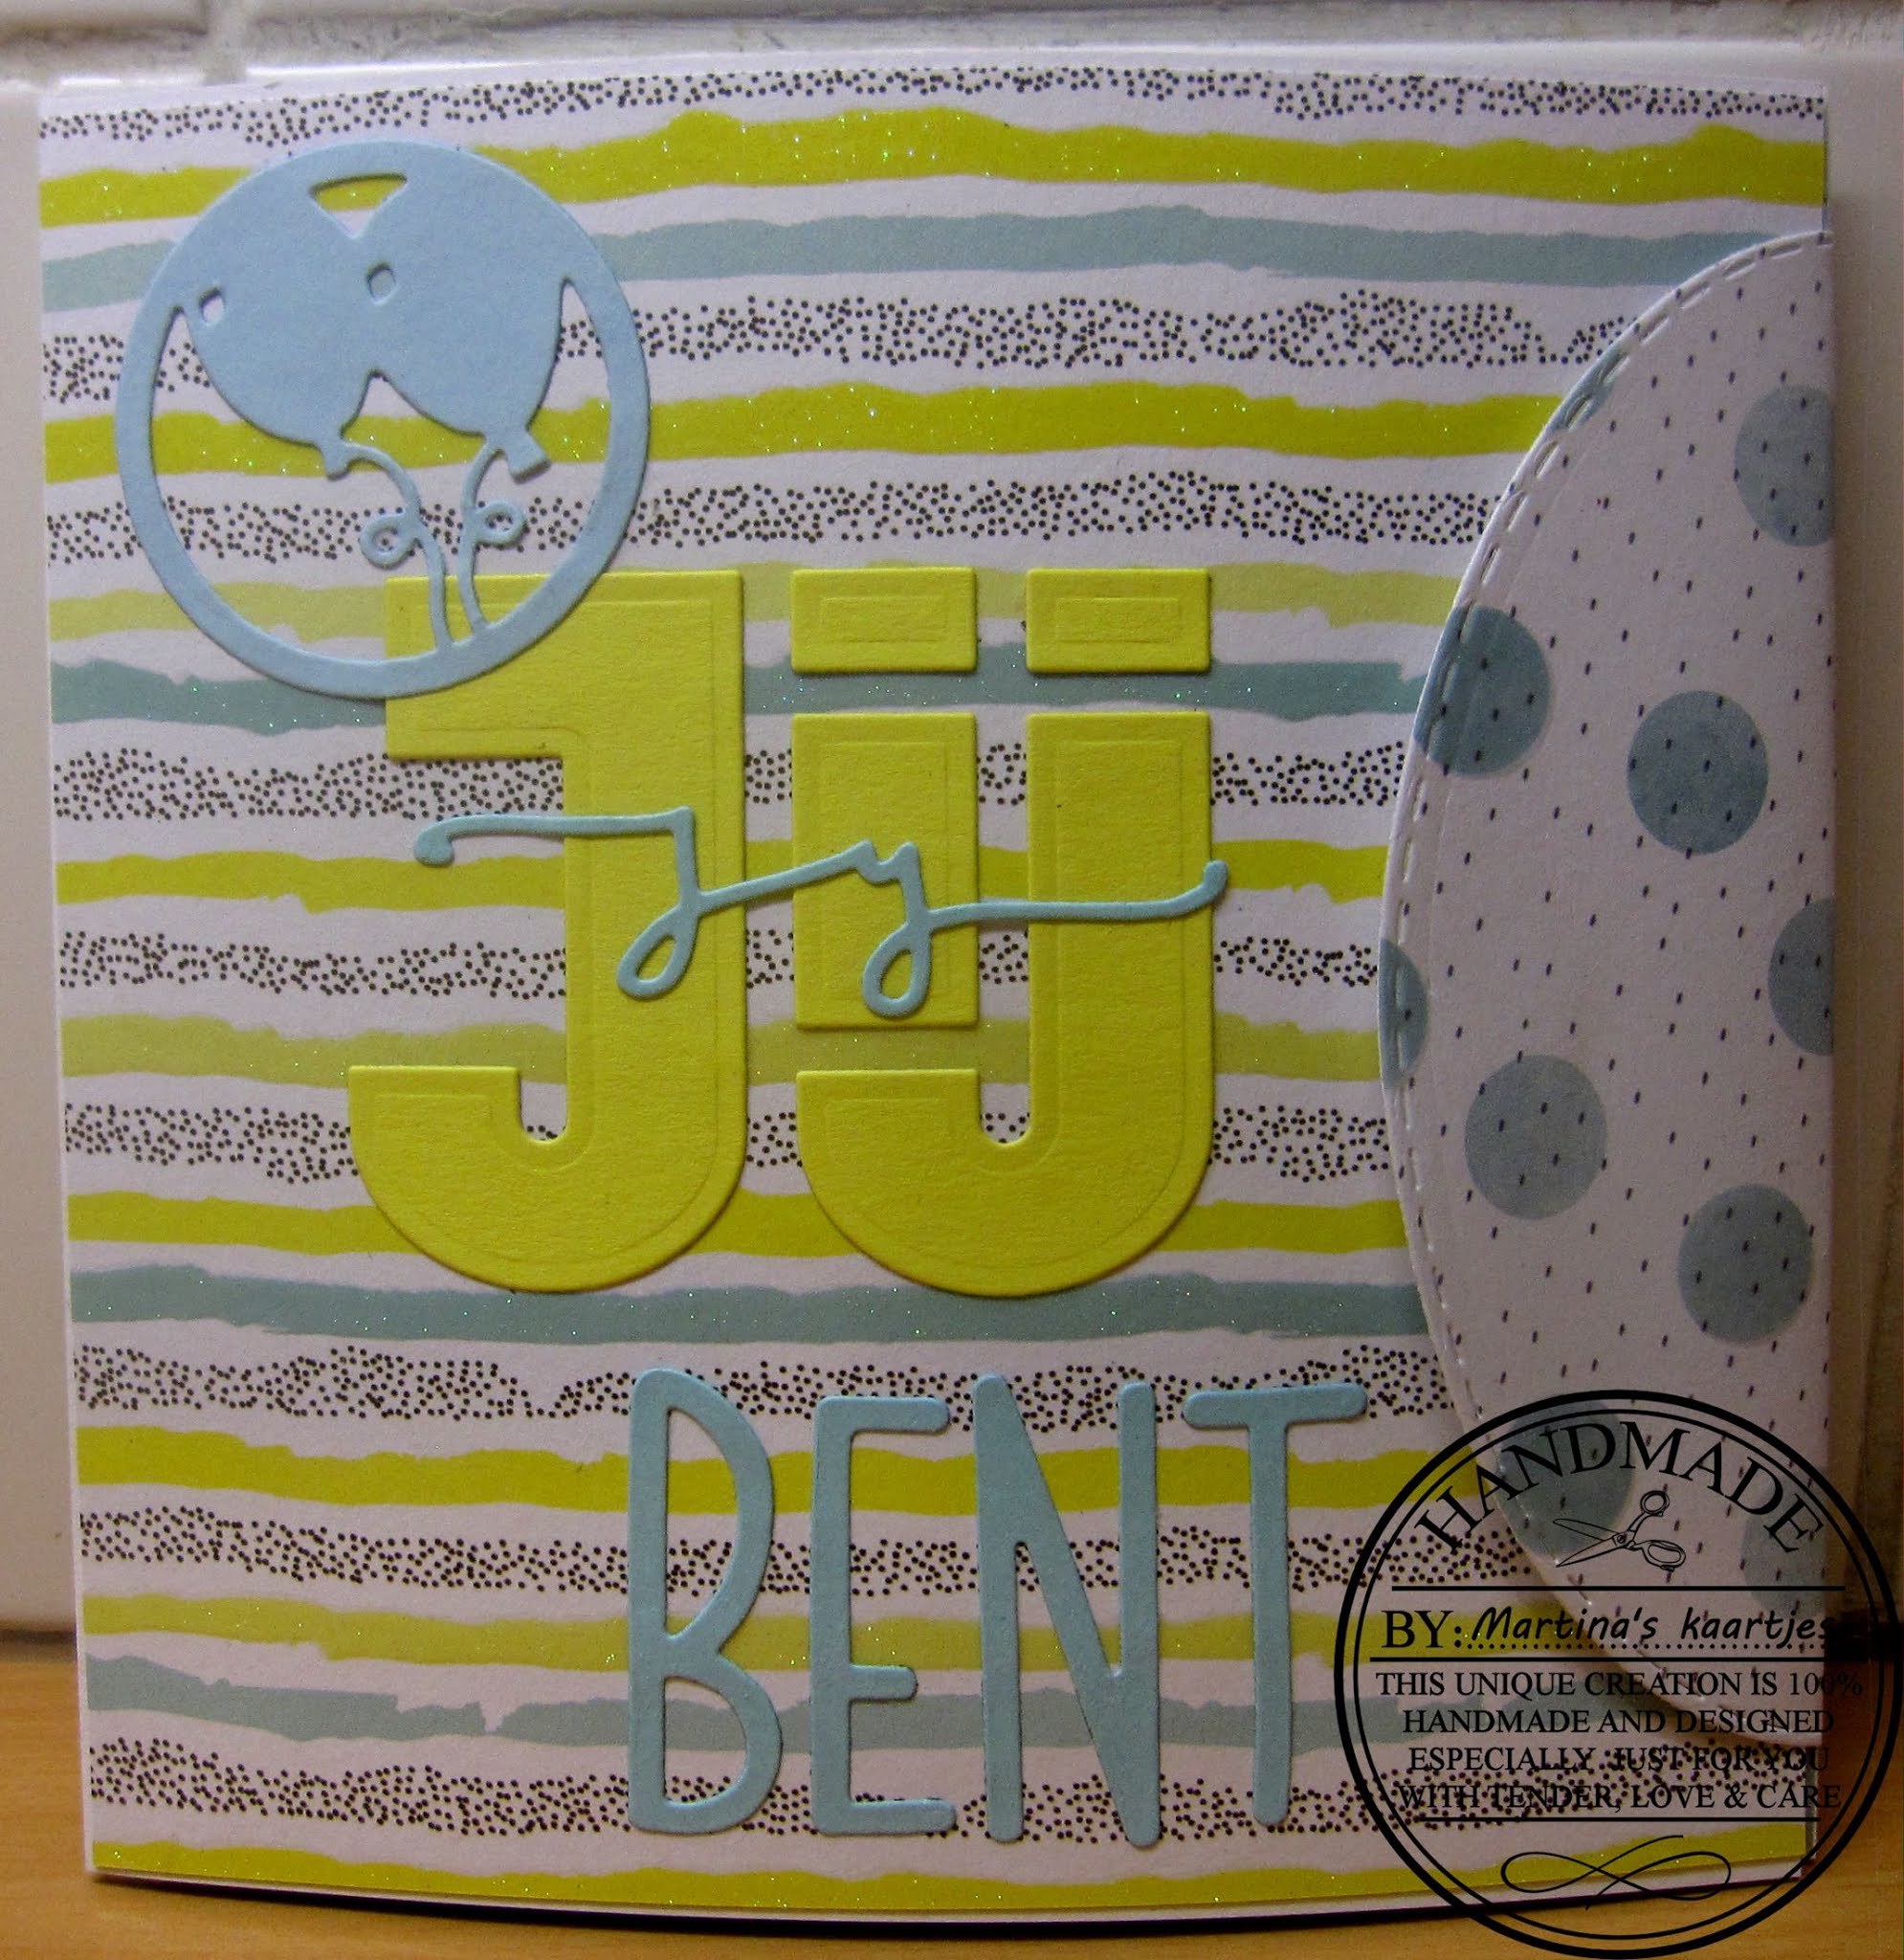 Jij
BENT
HANDMADE
BY: Martina's kaartjes
THIS UNIQUE CREATION IS 100%
HANDMADE AND DESIGNED
ESPECIALLY JUST FOR YOU
WITH TENDER, LOVE & CARE